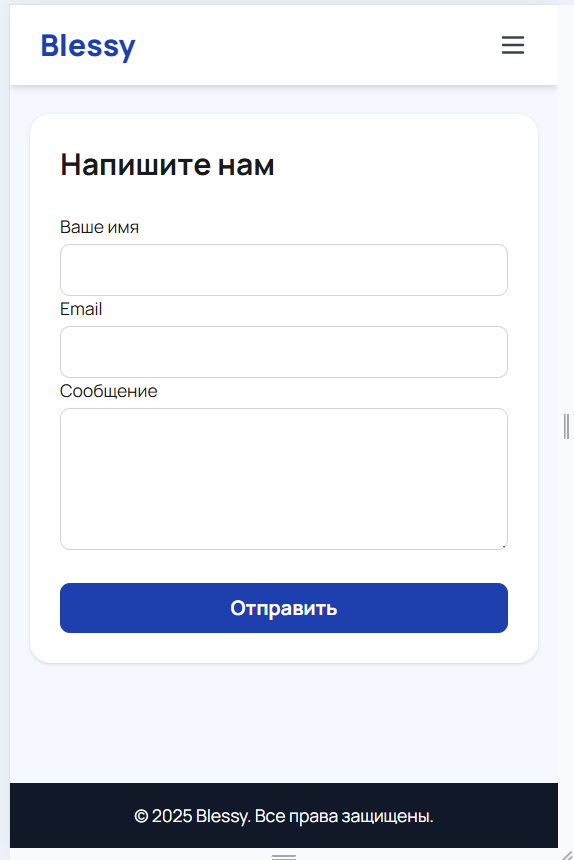 Blessy
Напишите нам
Ваше имя
Email
Сообщение
Отправить
© 2025 Blessy. Все права защищены.